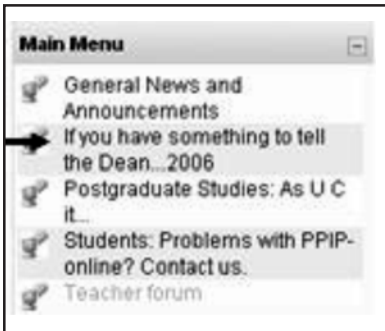 Main Menu
General News and
Announcements
If you have something to tell
the Dean...2006
Postgraduate Studies: As U C
it...
Students: Problems with PPIP-
online? Contact us.
Teacher forum